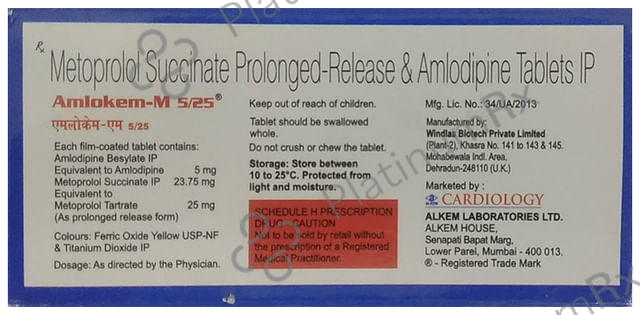 Rx
Metoprolol Succinate Prolonged-Release & Amlodipine Tablets IP
Amlokem-M 5/25®
एमलोकेम-एम 5/25
Each film-coated tablet contains:
Amlodipine Besylate IP
Equivalent to Amlodipine 5 mg
Metoprolol Succinate IP 23.75 mg
Equivalent to
Metoprolol Tartrate 25 mg
(As prolonged release form)
Colours: Ferric Oxide Yellow USP-NF
& Titanium Dioxide IP
Dosage: As directed by the Physician.
Keep out of reach of children.
Tablet should be swallowed
whole.
Do not crush or chew the tablet.
Storage: Store between
10 to 25°C. Protected from
light and moisture.
SCHEDULE H PRESCRIPTION
DRUG - CAUTION
Not to be sold by retail without
the prescription of a Registered
Medical Practitioner.
Mfg. Lic. No.: 34/UA/2013
Manufactured by:
Windlas Biotech Private Limited
(Plant-2), Khasra No. 141 to 143 & 145.
Mohabewala Indl. Area,
Dehradun-248110 (U.K.)
Marketed by :
CARDIOLOGY
ALKEM LABORATORIES LTD.
ALKEM HOUSE,
Senapati Bapat Marg,
Lower Parel, Mumbai - 400 013.
® - Registered Trade Mark
PlatinumRx
PlatinumRx